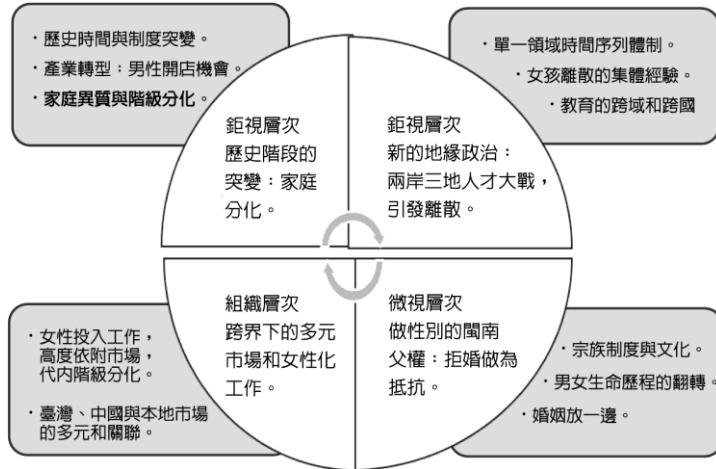 · 歷史時間與制度突變。
· 產業轉型：男性開店機會。
· 家庭異質與階級分化。
· 單一領域時間序列體制。
· 女孩離散的集體經驗。
· 教育的跨域和跨國
鉅視層次
歷史階段的
突變：家庭
分化。
鉅視層次
新的地緣政治：
兩岸三地人才大戰，
引發離散。
組織層次
跨界下的多元
市場和女性化
工作。
微視層次
做性別的閩南
父權：拒婚做為
抵抗。
· 女性投入工作，
高度依附市場，
代內階級分化。
· 臺灣、中國與本地市場
的多元和關聯。
· 宗族制度與文化。
· 男女生命歷程的翻轉。
· 婚姻放一邊。